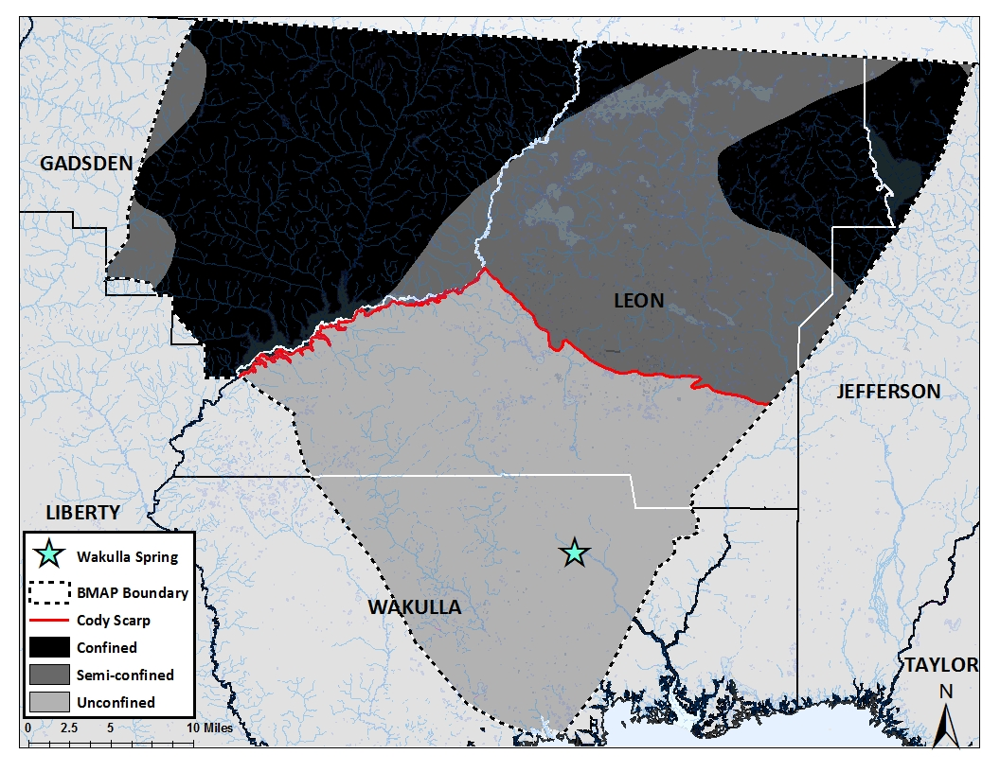 GADSDEN
LEON
JEFFERSON
LIBERTY
WAKULLA
TAYLOR
N
Wakulla Spring
BMAP Boundary
Cody Scarp
Confined
Semi-confined
Unconfined
0 2.5 5 10 Miles